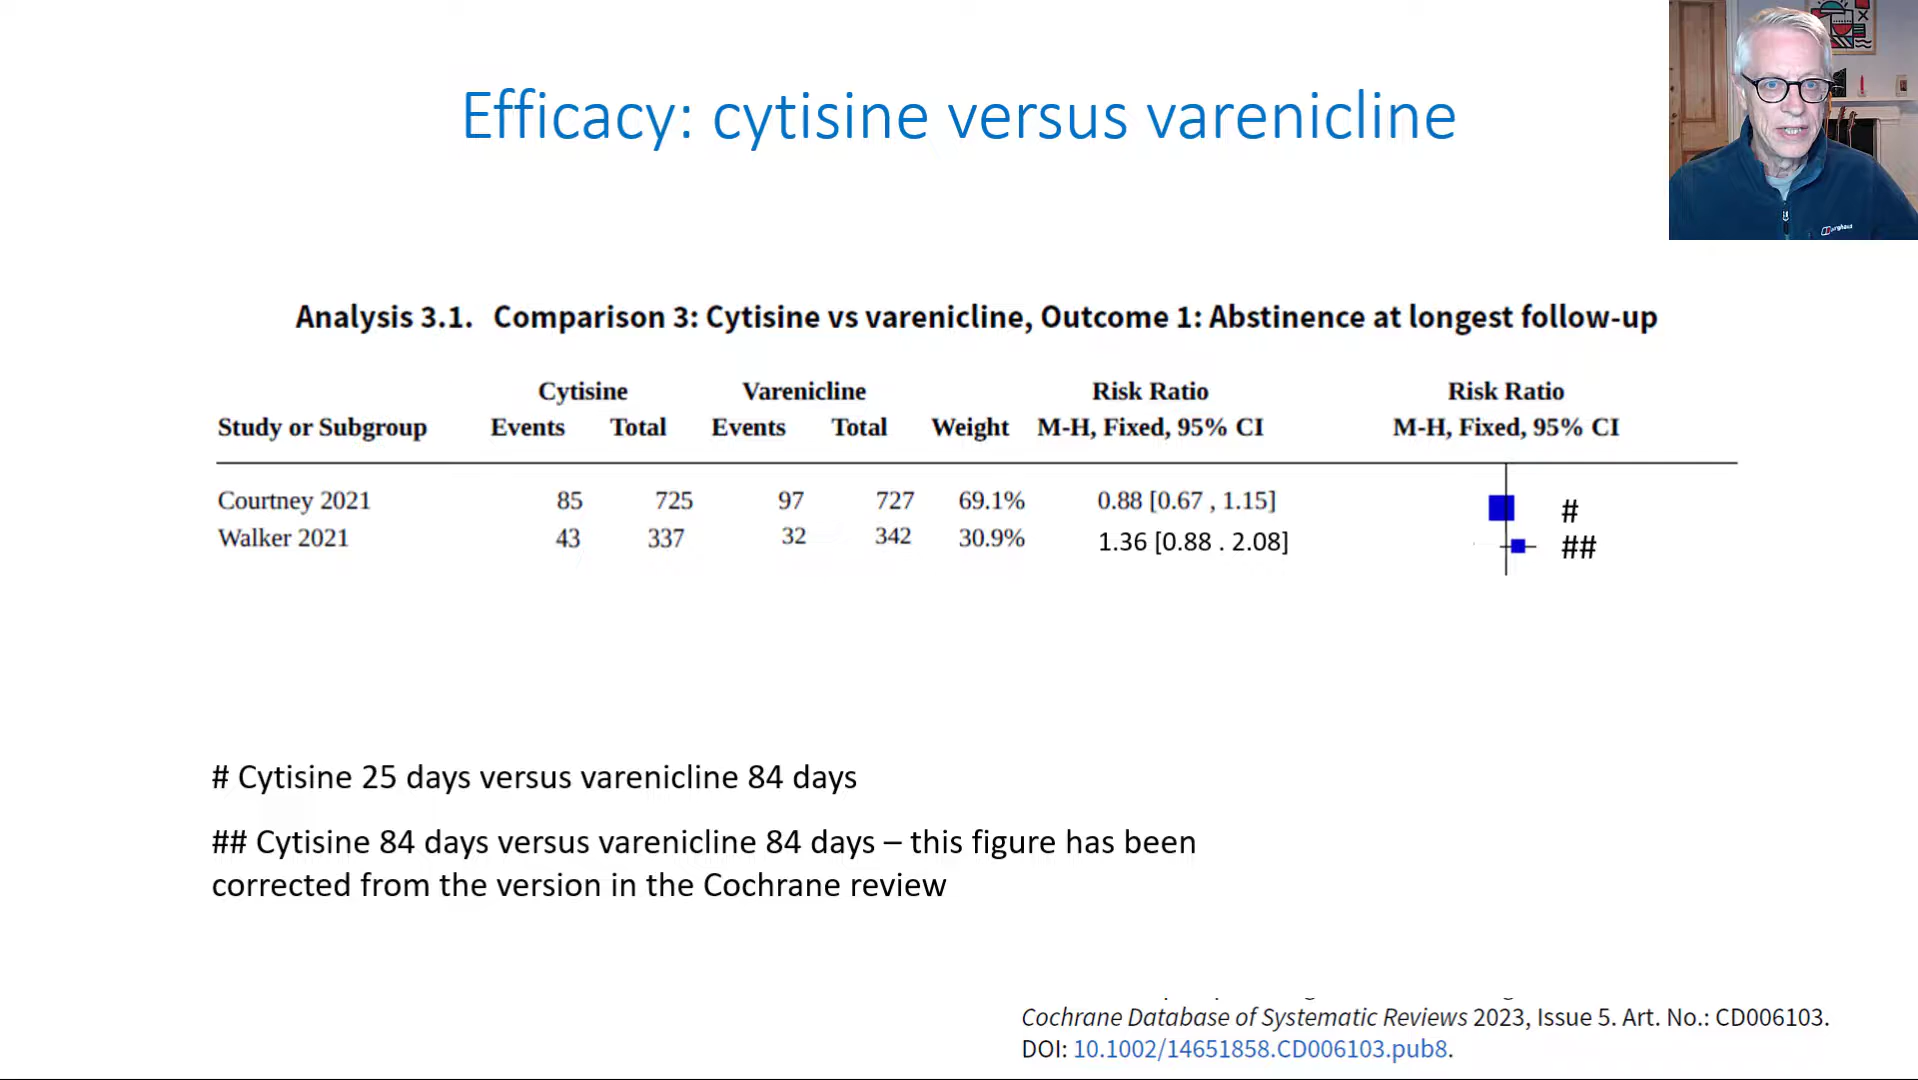 Efficacy: cytisine versus varenicline
Analysis 3.1. Comparison 3: Cytisine vs varenicline, Outcome 1: Abstinence at longest follow-up
Cytisine Varenicline Risk Ratio Risk Ratio
Study or Subgroup Events Total Events Total Weight M-H, Fixed, 95% CI M-H, Fixed, 95% CI
Courtney 2021 85 725 97 727 69.1% 0.88 [0.67 , 1.15] #
Walker 2021 43 337 32 342 30.9% 1.36 [0.88 . 2.08] ##
# Cytisine 25 days versus varenicline 84 days
## Cytisine 84 days versus varenicline 84 days – this figure has been
corrected from the version in the Cochrane review
Cochrane Database of Systematic Reviews 2023, Issue 5. Art. No.: CD006103.
DOI: 10.1002/14651858.CD006103.pub8.